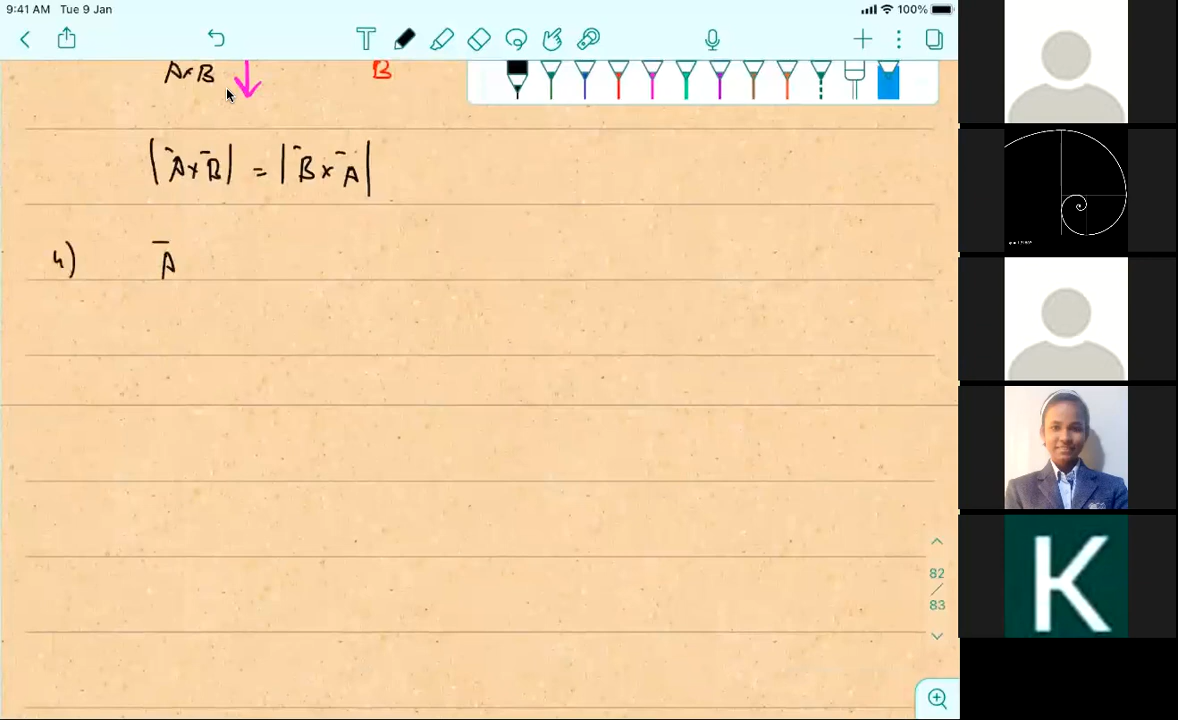 9:41 AM Tue 9 Jan 100%
T
A×B B
|A̅×B̅| = |B̅×A̅|
4) A̅
82
/
83
K